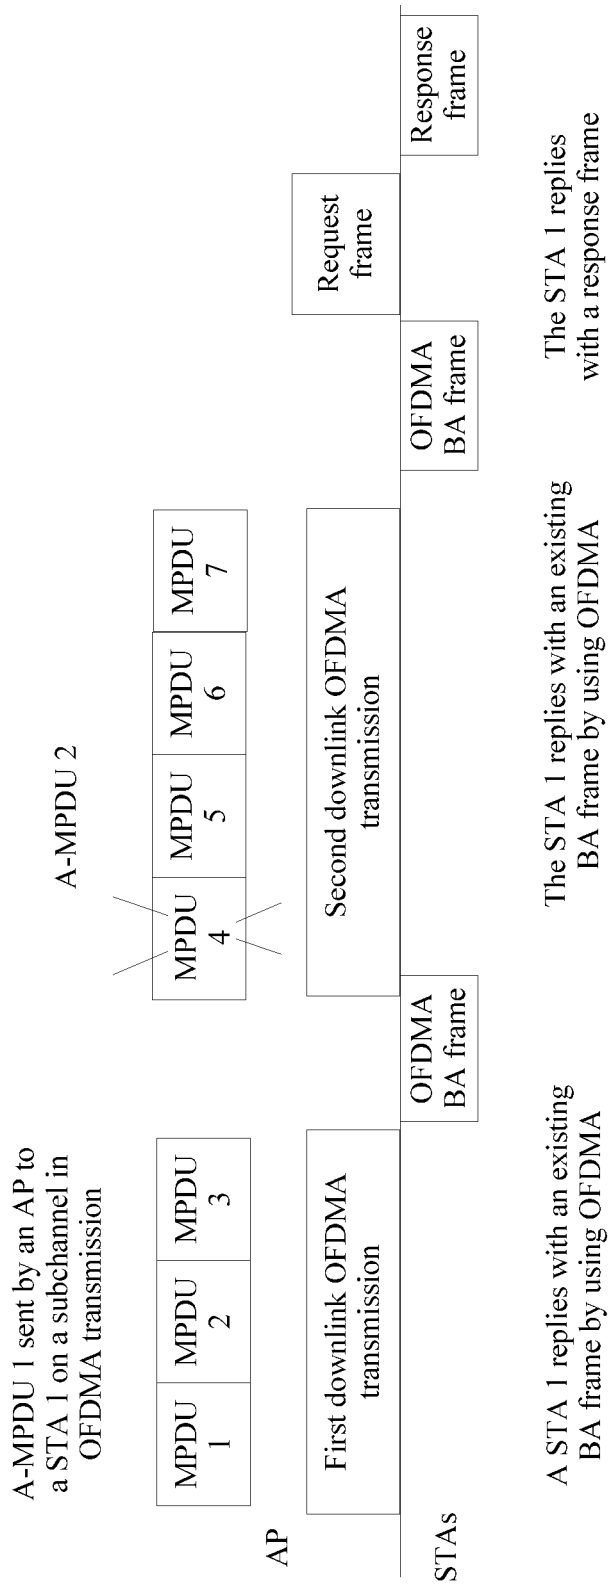 A-MPDU 1 sent by an AP to
a STA 1 on a subchannel in
OFDMA transmission
A-MPDU 2
MPDU
1
MPDU
2
MPDU
3
MPDU
4
MPDU
5
MPDU
6
MPDU
7
AP
First downlink OFDMA
transmission
Second downlink OFDMA
transmission
Request
frame
STAs
OFDMA
BA frame
OFDMA
BA frame
Response
frame
A STA 1 replies with an existing
BA frame by using OFDMA
The STA 1 replies with an existing
BA frame by using OFDMA
The STA 1 replies
with a response frame